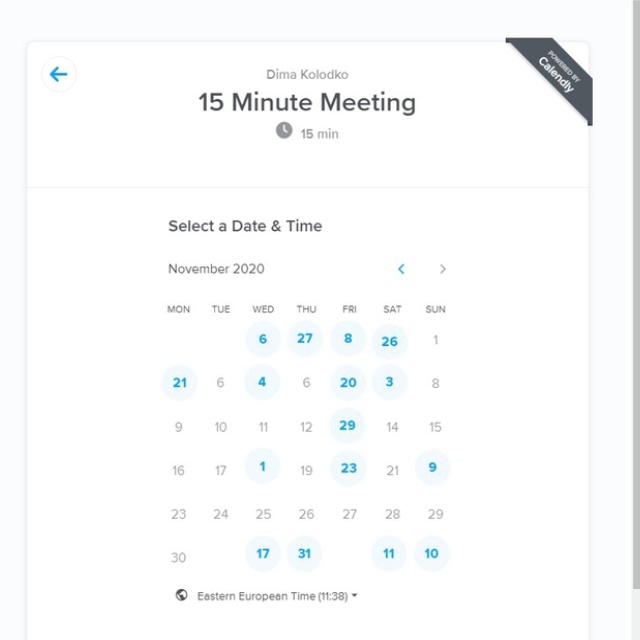 POWERED BY
Calendly
Dima Kolodko
15 Minute Meeting
15 min
Select a Date & Time
November 2020
MON TUE WED THU FRI SAT SUN
6 27 8 26 1
21 6 4 6 20 3 8
9 10 11 12 29 14 15
16 17 1 19 23 21 9
23 24 25 26 27 28 29
30 17 31 11 10
Eastern European Time (11:38)